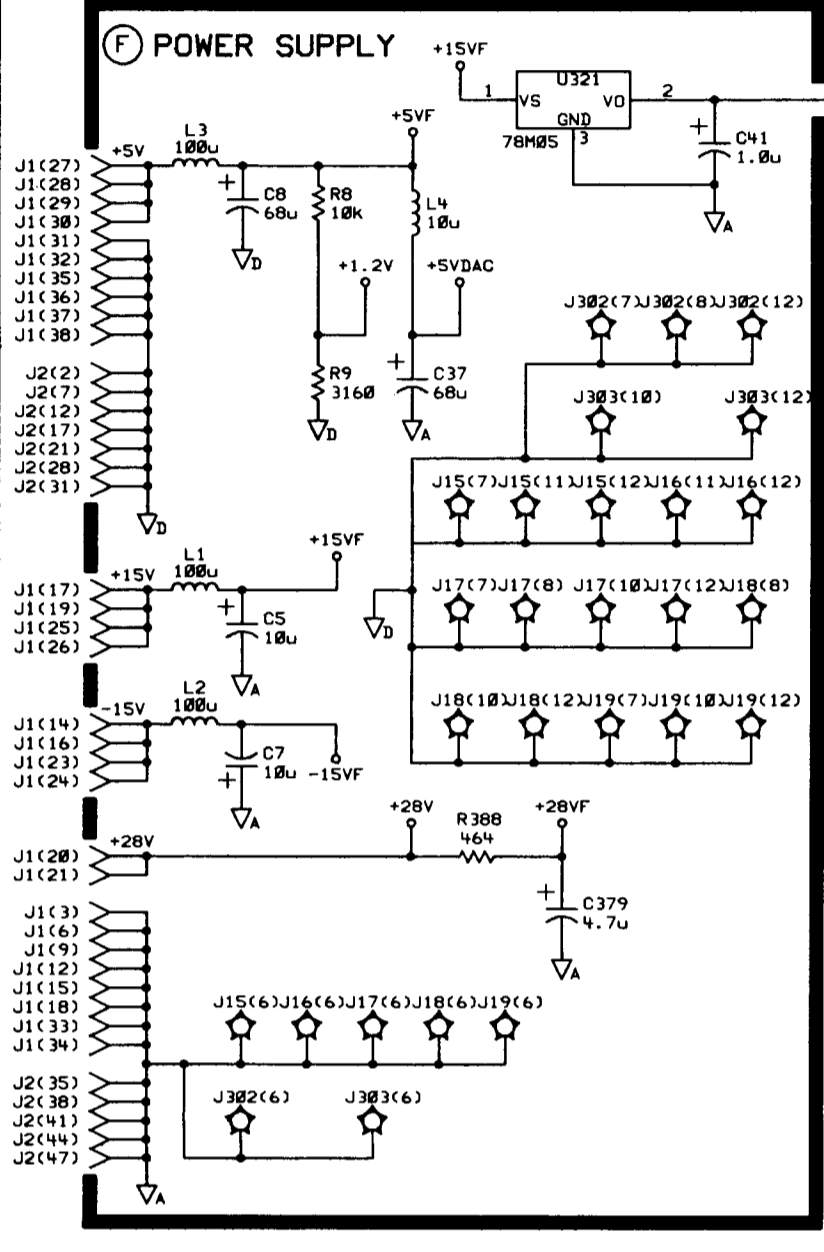 F POWER SUPPLY
+15VF
U321
1 VS VO 2
GND
78M05 3
C41
1.0u
A
+5VF
L3
+5V 100u
J1(27)
J1(28)
J1(29)
J1(30)
J1(31)
J1(32)
J1(35)
J1(36)
J1(37)
J1(38)
C8
68u
D
R8
10k
L4
10u
+1.2V +5VDAC
R9
3160
D
C37
68u
A
J2(2)
J2(7)
J2(12)
J2(17)
J2(21)
J2(28)
J2(31)
D
J302(7) J302(8) J302(12)
J303(10) J303(12)
J15(7) J15(11) J15(12) J16(11) J16(12)
J17(7) J17(8) J17(10) J17(12) J18(8)
D
J18(10) J18(12) J19(7) J19(10) J19(12)
+15VF
L1
+15V 100u
J1(17)
J1(19)
J1(25)
J1(26)
C5
10u
A
L2
-15V 100u
J1(14)
J1(16)
J1(23)
J1(24)
C7
10u -15VF
A
+28V R388 +28VF
464
+28V
J1(20)
J1(21)
C379
4.7u
A
J1(3)
J1(6)
J1(9)
J1(12)
J1(15)
J1(18)
J1(33)
J1(34)
J15(6) J16(6) J17(6) J18(6) J19(6)
J2(35)
J2(38)
J2(41)
J2(44)
J2(47)
J302(6) J303(6)
A